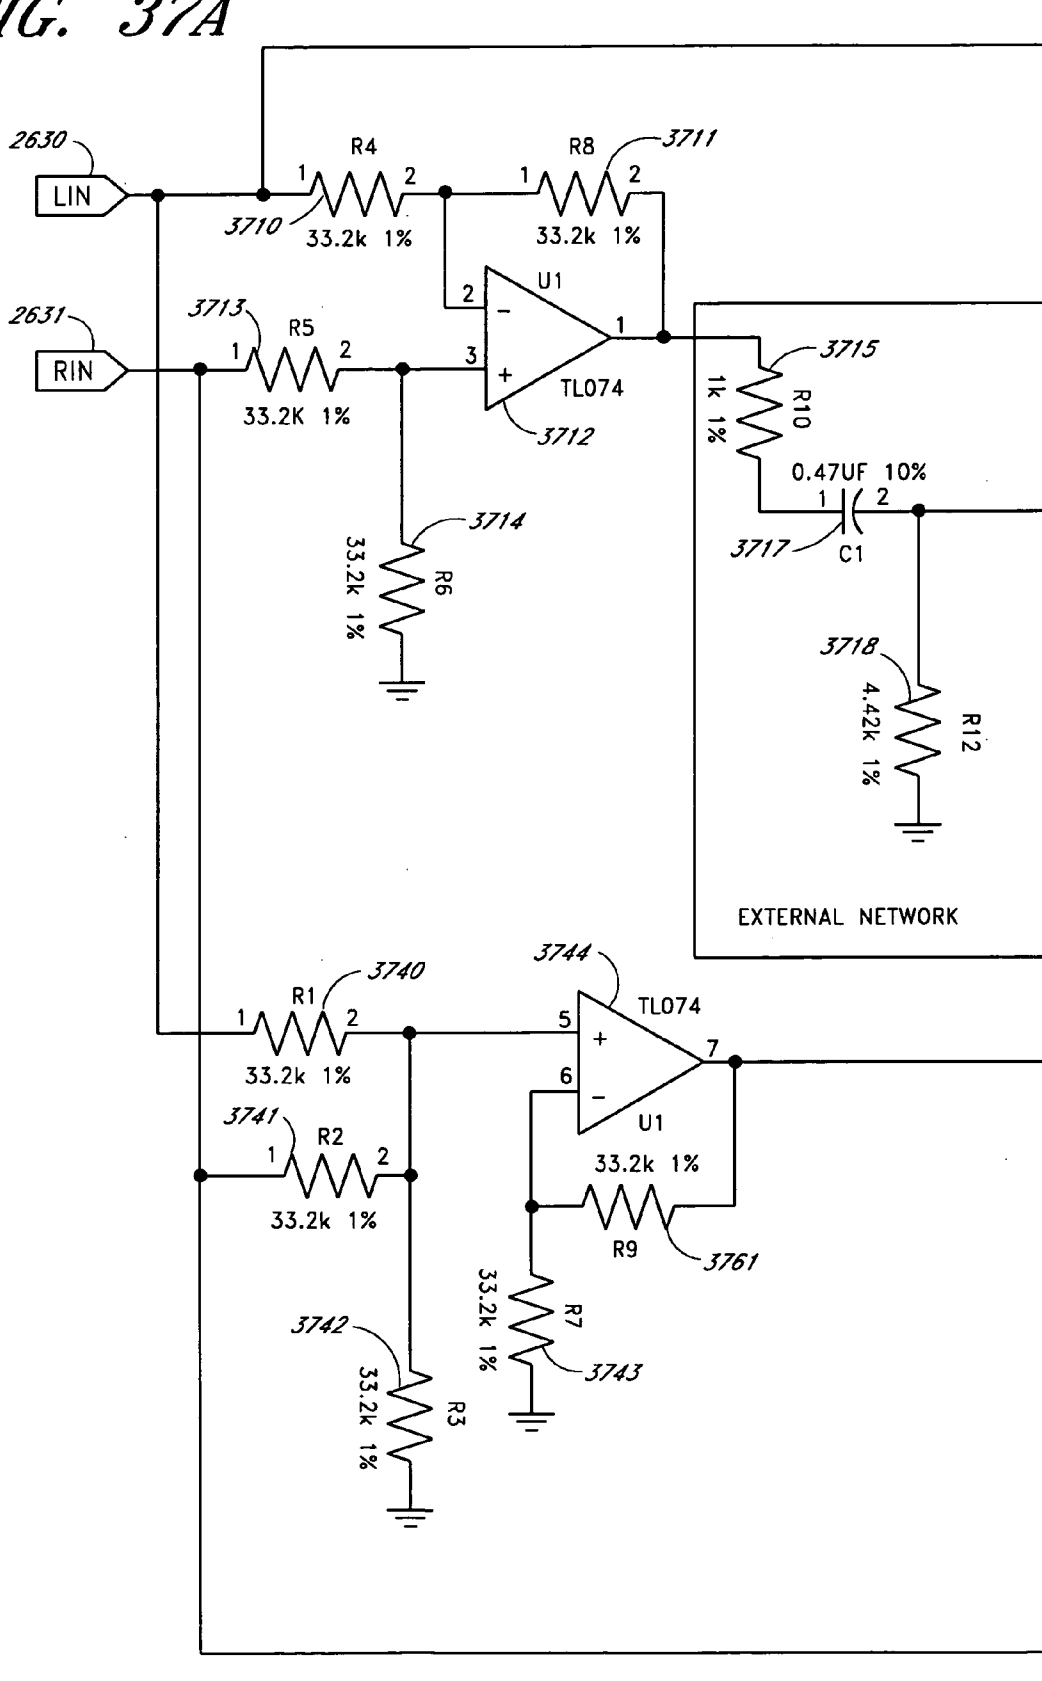 FIG. 37A
2630
LIN
1
R4
2
3710
33.2k 1%
1
R8
2
3711
33.2k 1%
2631
RIN
3713
1
R5
2
33.2K 1%
U1
2
−
3
+
1
TL074
3712
3714
33.2k 1%
R6
3715
1k 1%
R10
0.47UF 10%
1
2
3717
C1
3718
4.42k 1%
R12
EXTERNAL NETWORK
3740
1
R1
2
33.2k 1%
3741
1
R2
2
33.2k 1%
3744
TL074
5
+
6
−
7
U1
33.2k 1%
R9
3761
33.2k 1%
R7
3743
3742
33.2k 1%
R3